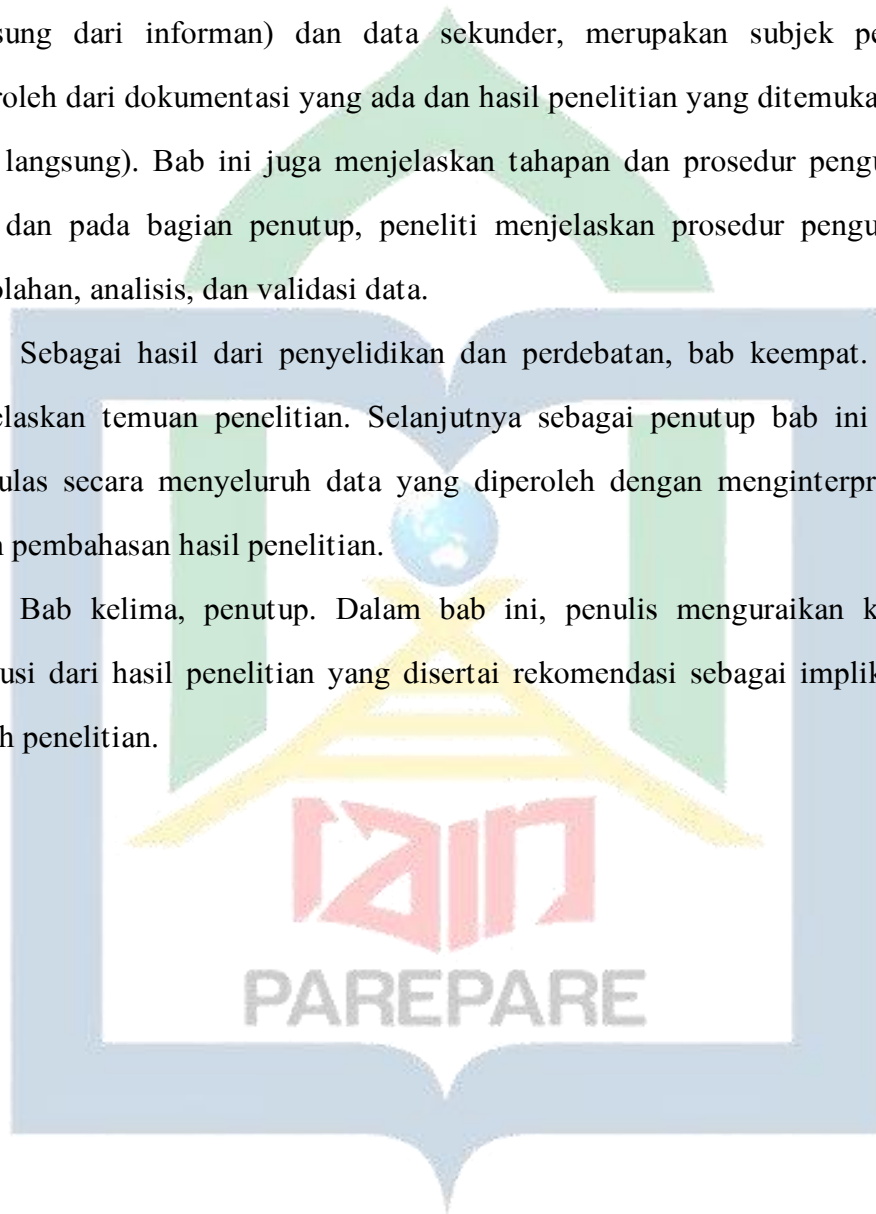 sung dari informan) dan data sekunder, merupakan subjek pe
roleh dari dokumentasi yang ada dan hasil penelitian yang ditemuka
langsung). Bab ini juga menjelaskan tahapan dan prosedur pengu
dan pada bagian penutup, peneliti menjelaskan prosedur pengu
olahan, analisis, dan validasi data.
Sebagai hasil dari penyelidikan dan perdebatan, bab keempat.
elaskan temuan penelitian. Selanjutnya sebagai penutup bab ini
ulas secara menyeluruh data yang diperoleh dengan menginterpr
n pembahasan hasil penelitian.
Bab kelima, penutup. Dalam bab ini, penulis menguraikan k
usi dari hasil penelitian yang disertai rekomendasi sebagai implik
h penelitian.
iain
PAREPARE